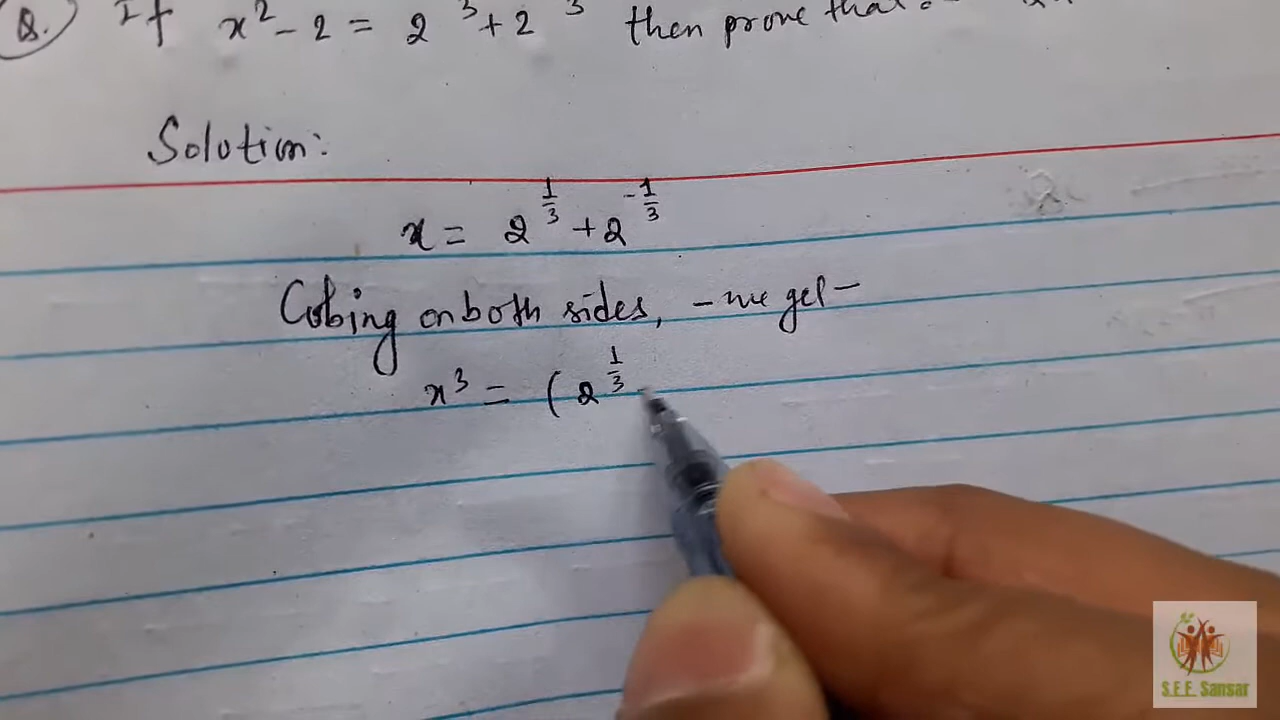 Q. If x² - 2 = 2 ³ + 2 ³ then prove that:
Solution:
x = 2^(1/3) + 2^(-1/3)
Cubing on both sides, - we get -
x³ = ( 2^(1/3)
S.E.E. Sansar